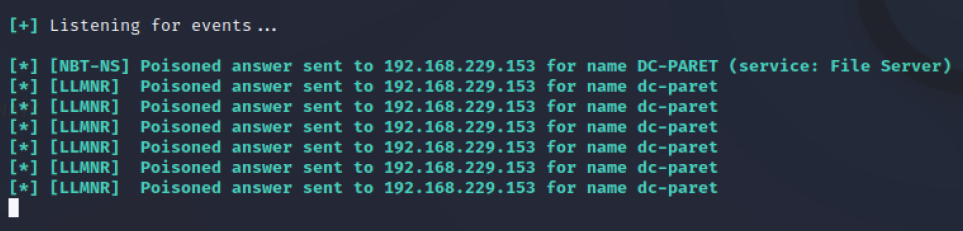 [+] Listening for events ...
[*] [NBT-NS] Poisoned answer sent to 192.168.229.153 for name DC-PARET (service: File Server)
[*] [LLMNR]  Poisoned answer sent to 192.168.229.153 for name dc-paret
[*] [LLMNR]  Poisoned answer sent to 192.168.229.153 for name dc-paret
[*] [LLMNR]  Poisoned answer sent to 192.168.229.153 for name dc-paret
[*] [LLMNR]  Poisoned answer sent to 192.168.229.153 for name dc-paret
[*] [LLMNR]  Poisoned answer sent to 192.168.229.153 for name dc-paret
[*] [LLMNR]  Poisoned answer sent to 192.168.229.153 for name dc-paret